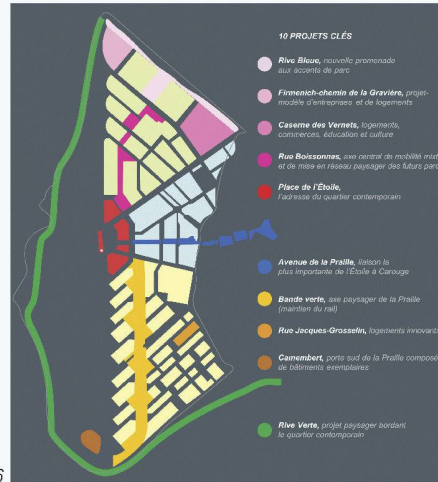 10 PROJETS CLÉS
Rive Bleue, nouvelle promenade
aux accents de parc
Firmenich-chemin de la Gravière, projet-
modèle d'entreprises et de logements
Caserne des Vernets, logements,
commerces, éducation et culture
Rue Boissonnas, axe central de mobilité mixte
et de mise en réseau paysager des futurs parc
Place de l'Étoile,
l'adresse du quartier contemporain
Avenue de la Praille, liaison la
plus importante de l'Étoile à Carouge
Bande verte, axe paysager de la Praille
(maintien du rail)
Rue Jacques-Grosselin, logements innovants
Camembert, porte sud de la Praille composé
de bâtiments exemplaires
Rive Verte, projet paysager bordant
le quartier contemporain
6